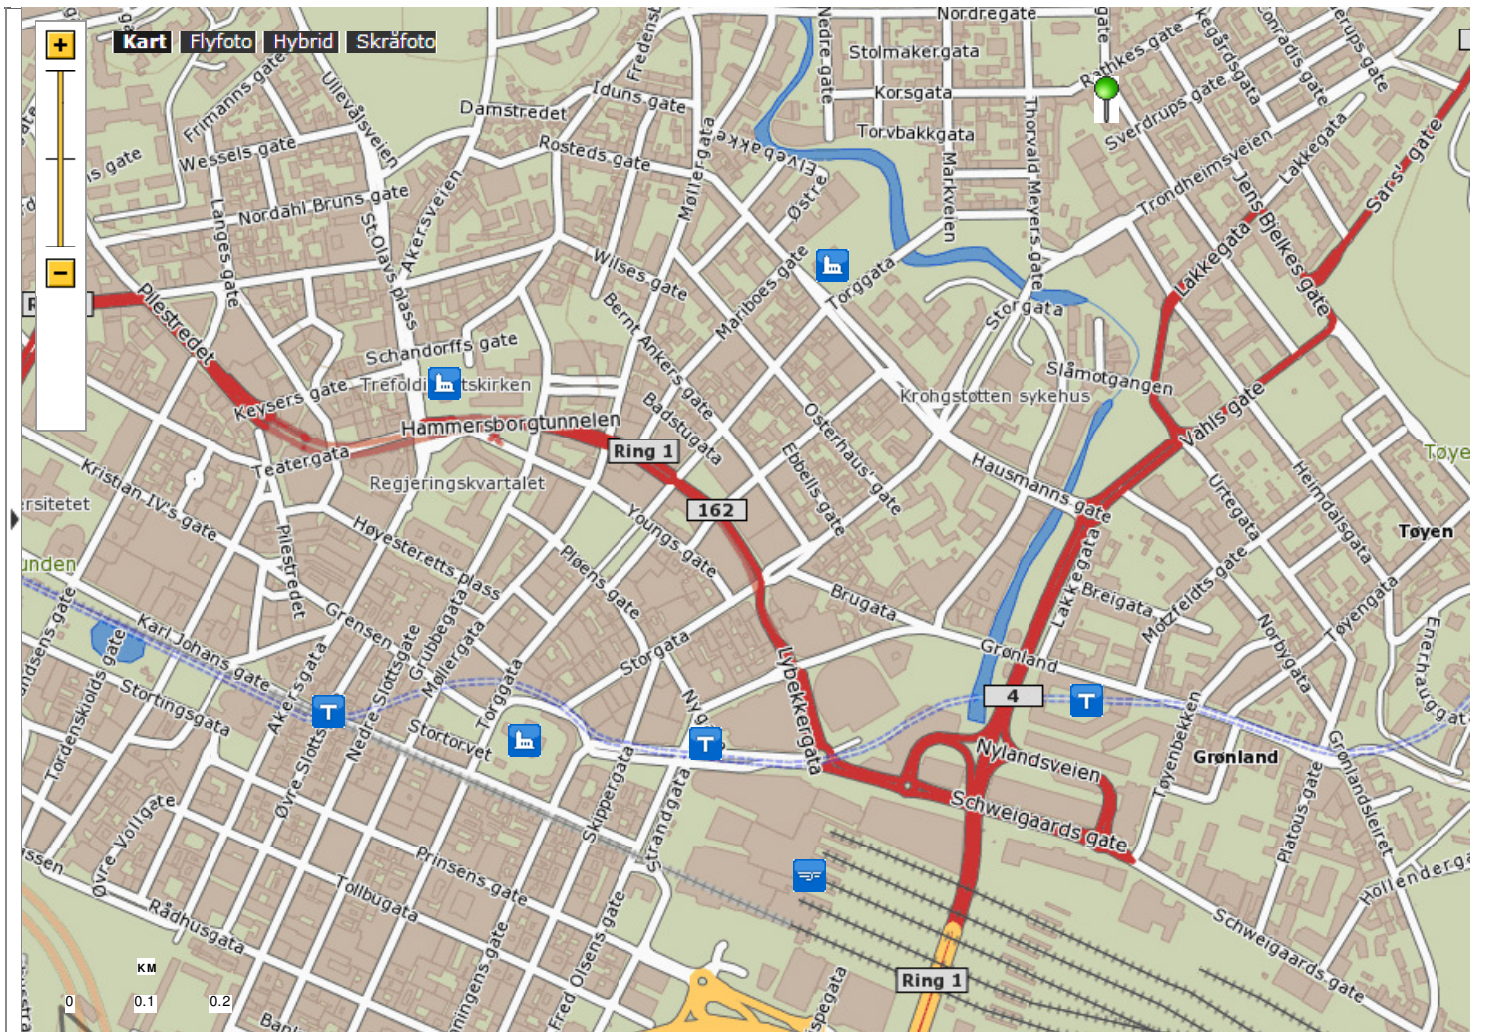 Kart
Flyfoto
Hybrid
Skråfoto
Nordregate
Stolmakergata
Nedre gate
Rathkes gate
Korsgata
Torvbakkgata
Sverdrups gate
Frimanns gate
Ullevålsveien
Damstredet
Iduns gate
Wessels gate
Rosteds gate
Møllergata
Elvebakke
Thorvald Meyers gate
Markveien
Trondheimsveien
Lakkegata
Sars' gate
Jens Bjelkes gate
Nordahl Bruns gate
Langes gate
St Olavs plass
Akersveien
Østre
Wilses gate
Mariboes gate
Torggata
Lakkegata
Storgata
Pilestredet
Bernt Ankers gate
Schandorffs gate
Slåmotgangen
Keysers gate
Krohgstøtten sykehus
Hammersborgtunnelen
Badstugata
Osterhaus' gate
Vahls gate
Ring 1
Teatergata
Ebbells gate
Hausmanns gate
Regjeringskvartalet
Kristian IV's gate
162
Youngs gate
Urtegata
Heimdalsgata
Tøyen
Høyesteretts plass
Pilestredet
Pløens gate
Lakkegata
Breigata
Motzfeldts gate
Tøyengata
Brugata
Grensen
Grubbegata
Møllergata
Karl Johans gate
Storgata
Grønland
Norbygata
Enerhauggata
Tordenskiolds gate
Stortingsgata
Akersgata
Nedre Slottsgate
Torggata
Lybekkergata
4
Stortorvet
Nylandsveien
Tøyenbekken
Grønland
Grønlandsleiret
Øvre Vollgate
Skippergata
Strandgata
Schweigaards gate
Platous gate
Prinsens gate
Tollbugata
Rådhusgata
Fred Olsens gate
Schweigaards gate
Ring 1
KM
0
0.1
0.2